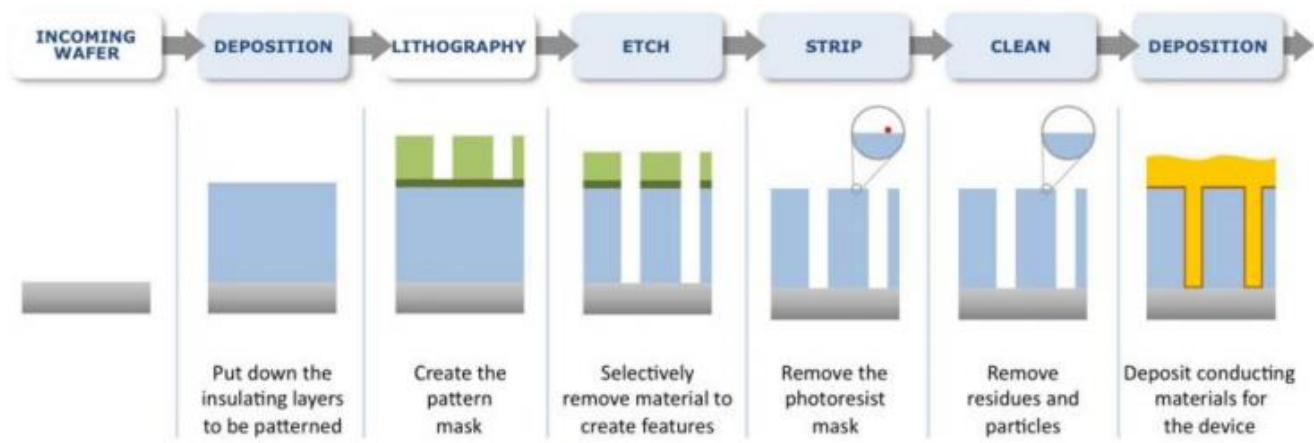 INCOMING
WAFER
DEPOSITION
LITHOGRAPHY
ETCH
STRIP
CLEAN
DEPOSITION
Put down the
insulating layers
to be patterned
Create the
pattern
mask
Selectively
remove material to
create features
Remove the
photoresist
mask
Remove
residues and
particles
Deposit conducting
materials for
the device